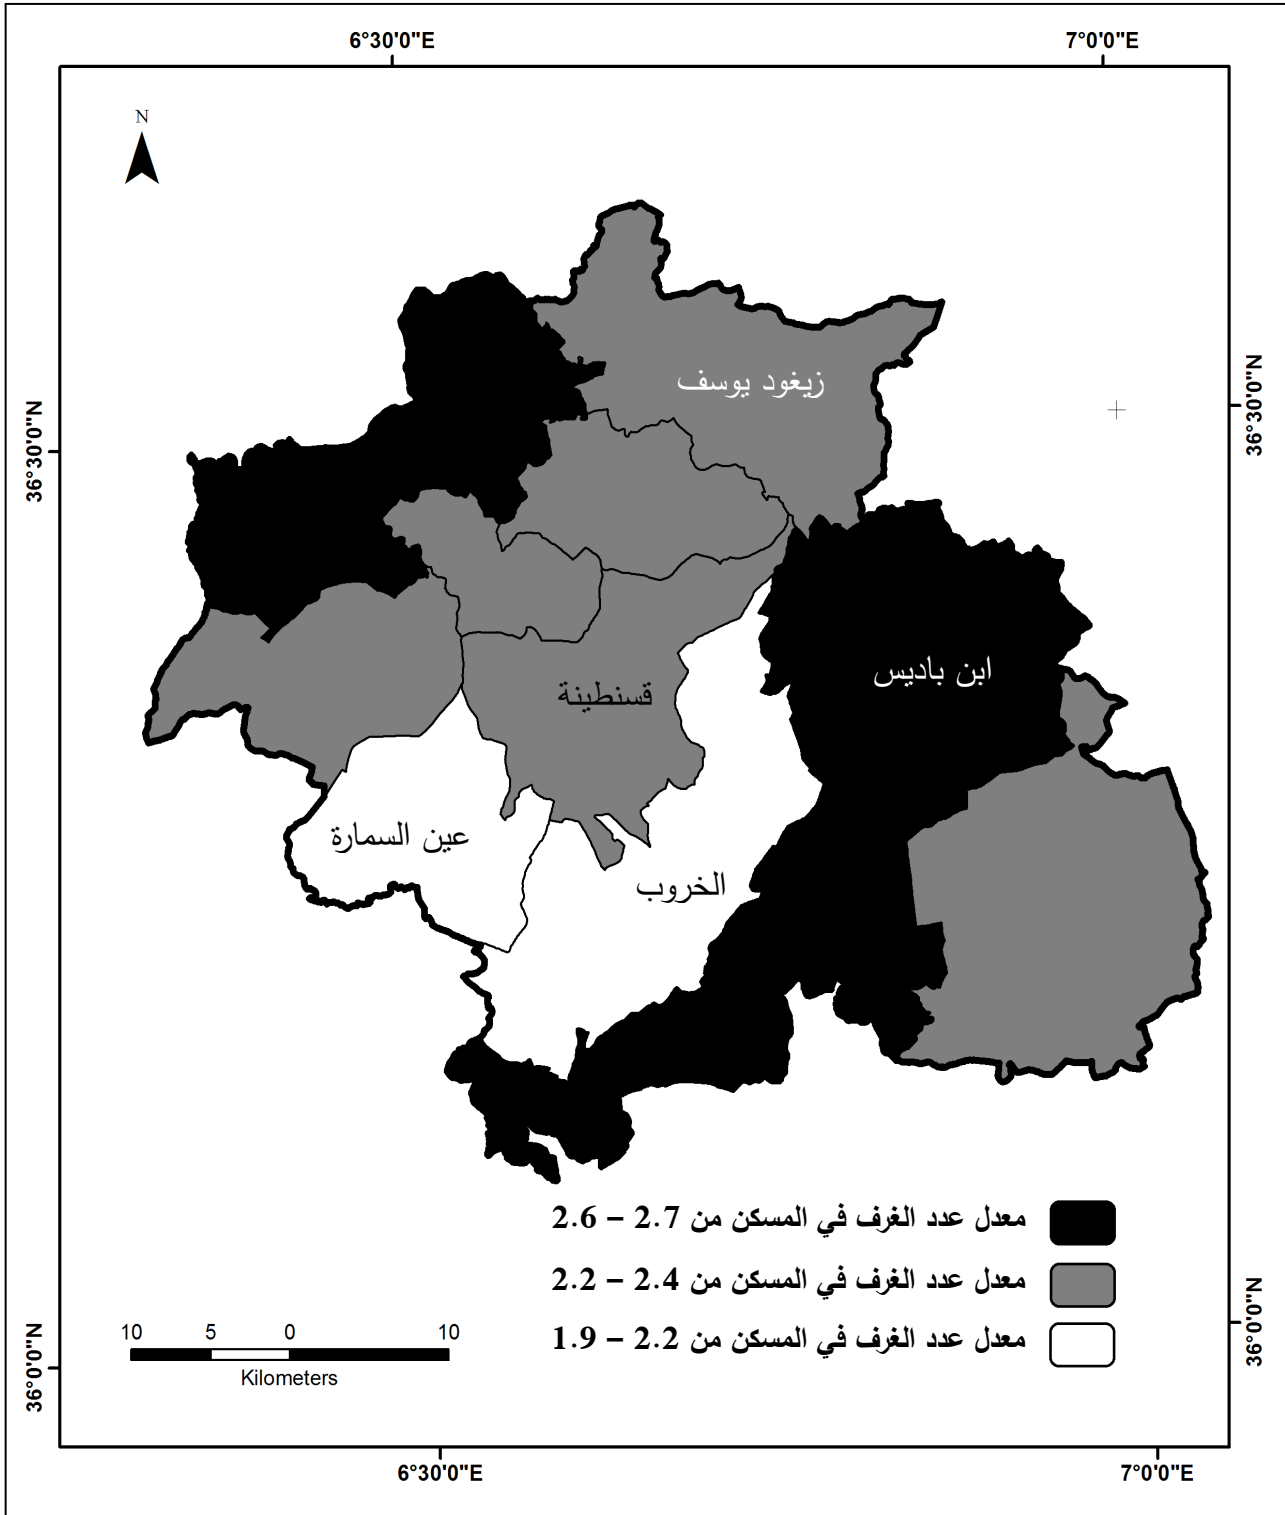 6°30'0"E
7°0'0"E
N
36°30'0"N
36°30'0"N
زيغود يوسف
ابن باديس
قسنطينة
عين السمارة
الخروب
معدل عدد الغرف في المسكن من 2.7 – 2.6
معدل عدد الغرف في المسكن من 2.4 – 2.2
معدل عدد الغرف في المسكن من 2.2 – 1.9
10 5 0 10
Kilometers
36°0'0"N
36°0'0"N
6°30'0"E
7°0'0"E